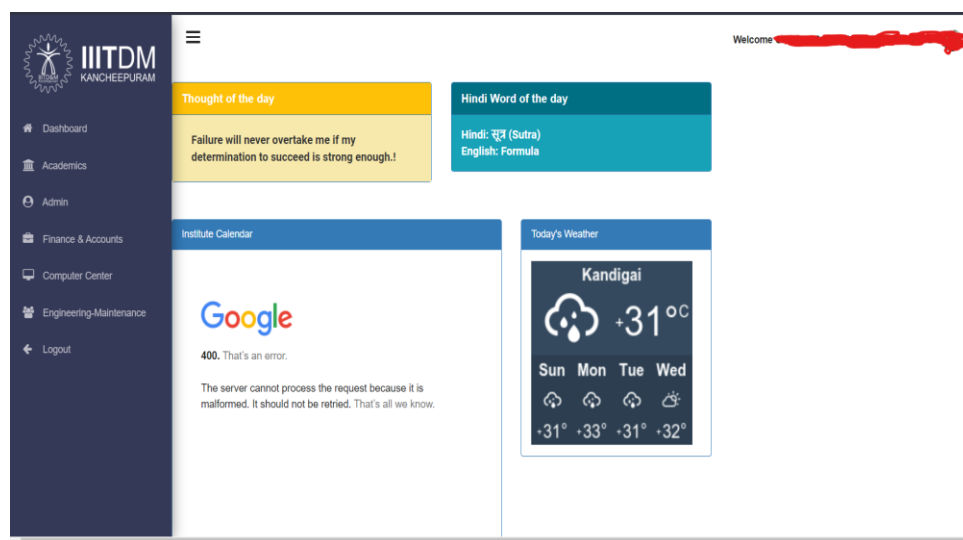 IIITDM
KANCHEEPURAM
Dashboard
Academics
Admin
Finance & Accounts
Computer Center
Engineering-Maintenance
Logout
Welcome
Thought of the day
Failure will never overtake me if my
determination to succeed is strong enough.!
Hindi Word of the day
Hindi: सूत्र (Sutra)
English: Formula
Institute Calendar
Google
400. That's an error.
The server cannot process the request because it is
malformed. It should not be retried. That's all we know.
Today's Weather
Kandigai
+31°C
Sun Mon Tue Wed
+31° +33° +31° +32°